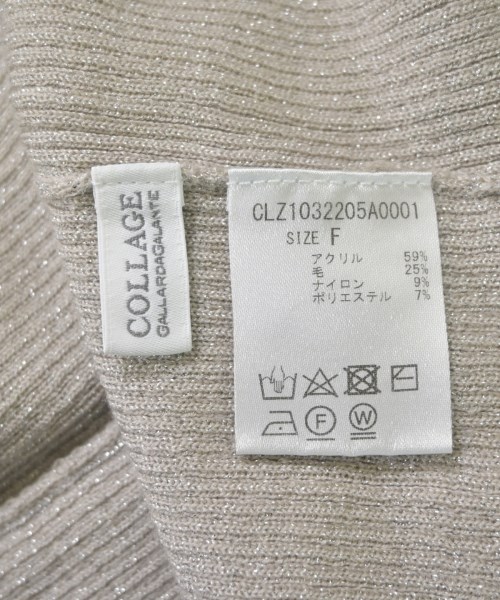 COLLAGE
GALLARDAGALANTE
CLZ1032205A0001
SIZE F
アクリル 59%
毛 25%
ナイロン 9%
ポリエステル 7%
F
W